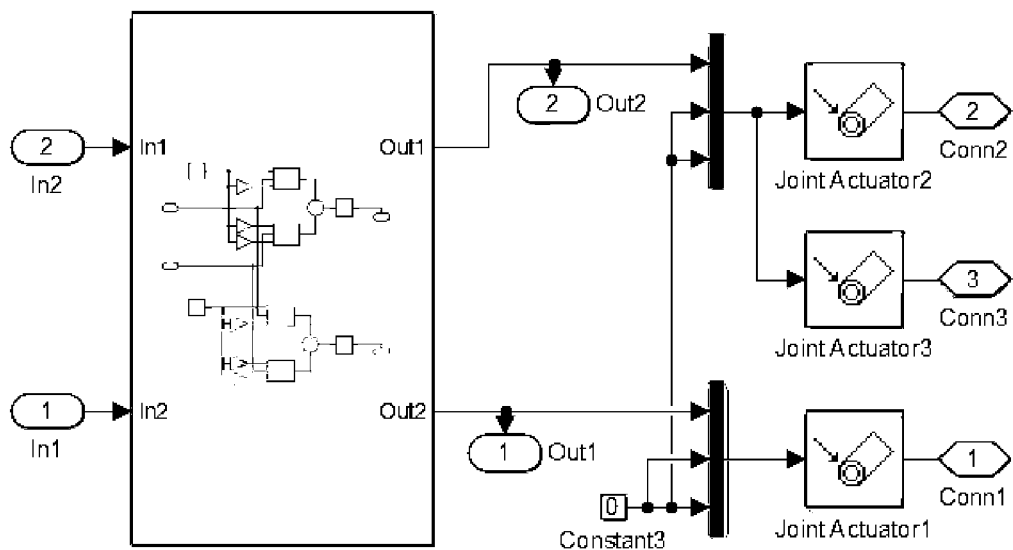 2
In2
In1
Out1
2
Out2
2
Conn2
Joint Actuator2
3
Conn3
Joint Actuator3
1
In1
In2
Out2
1
Out1
0
Constant3
1
Conn1
Joint Actuator1